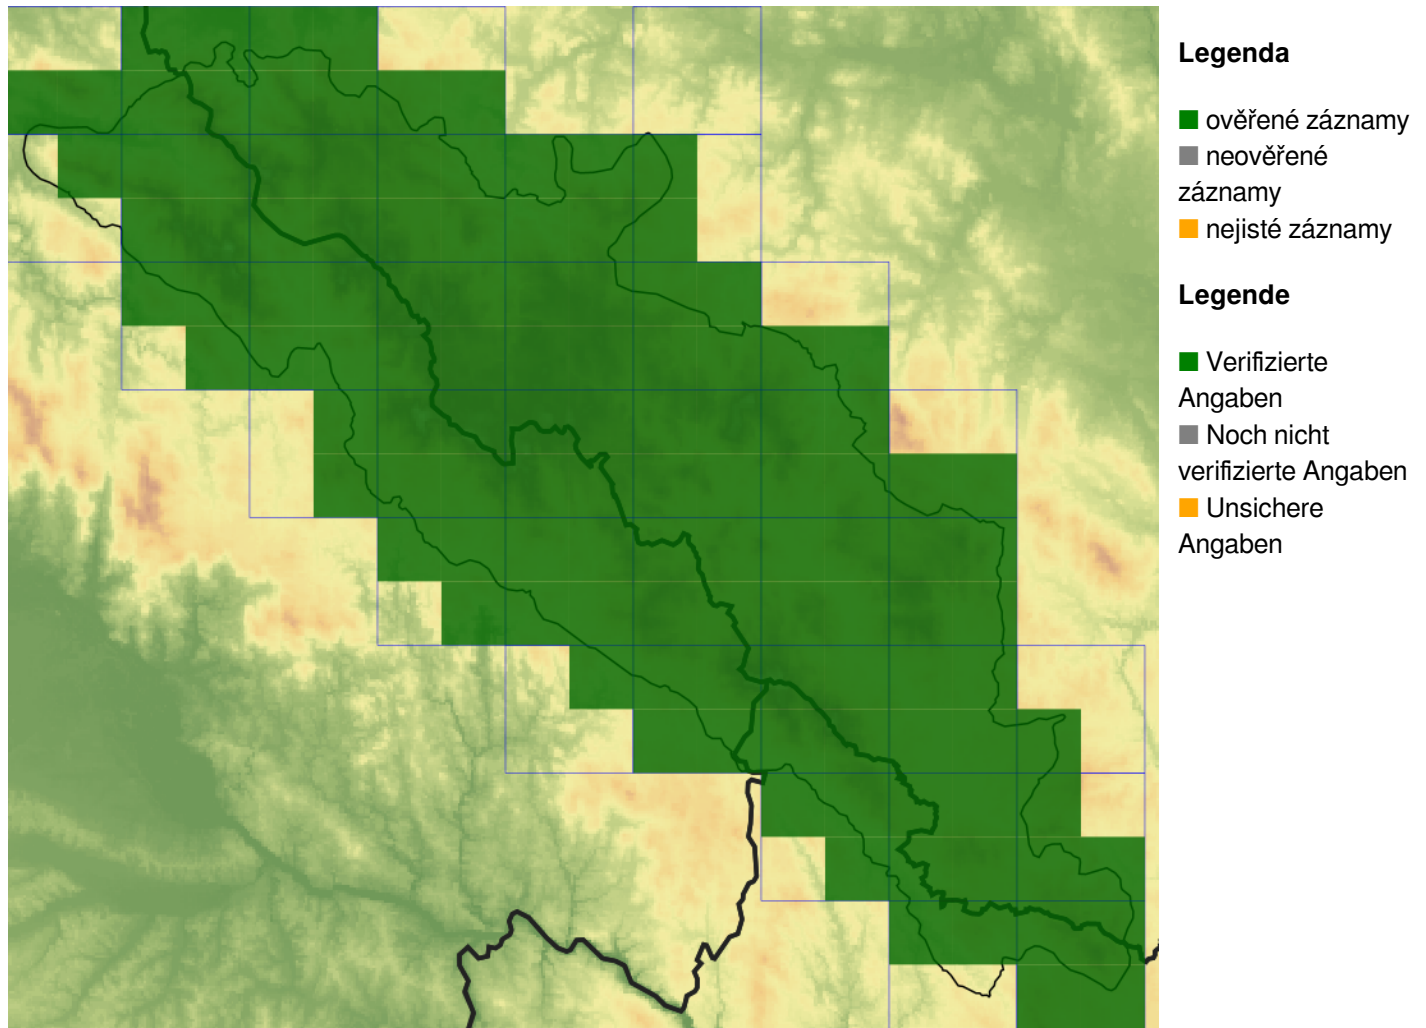 Legenda
ověřené záznamy
neověřené
záznamy
nejisté záznamy
Legende
Verifizierte
Angaben
Noch nicht
verifizierte Angaben
Unsichere
Angaben